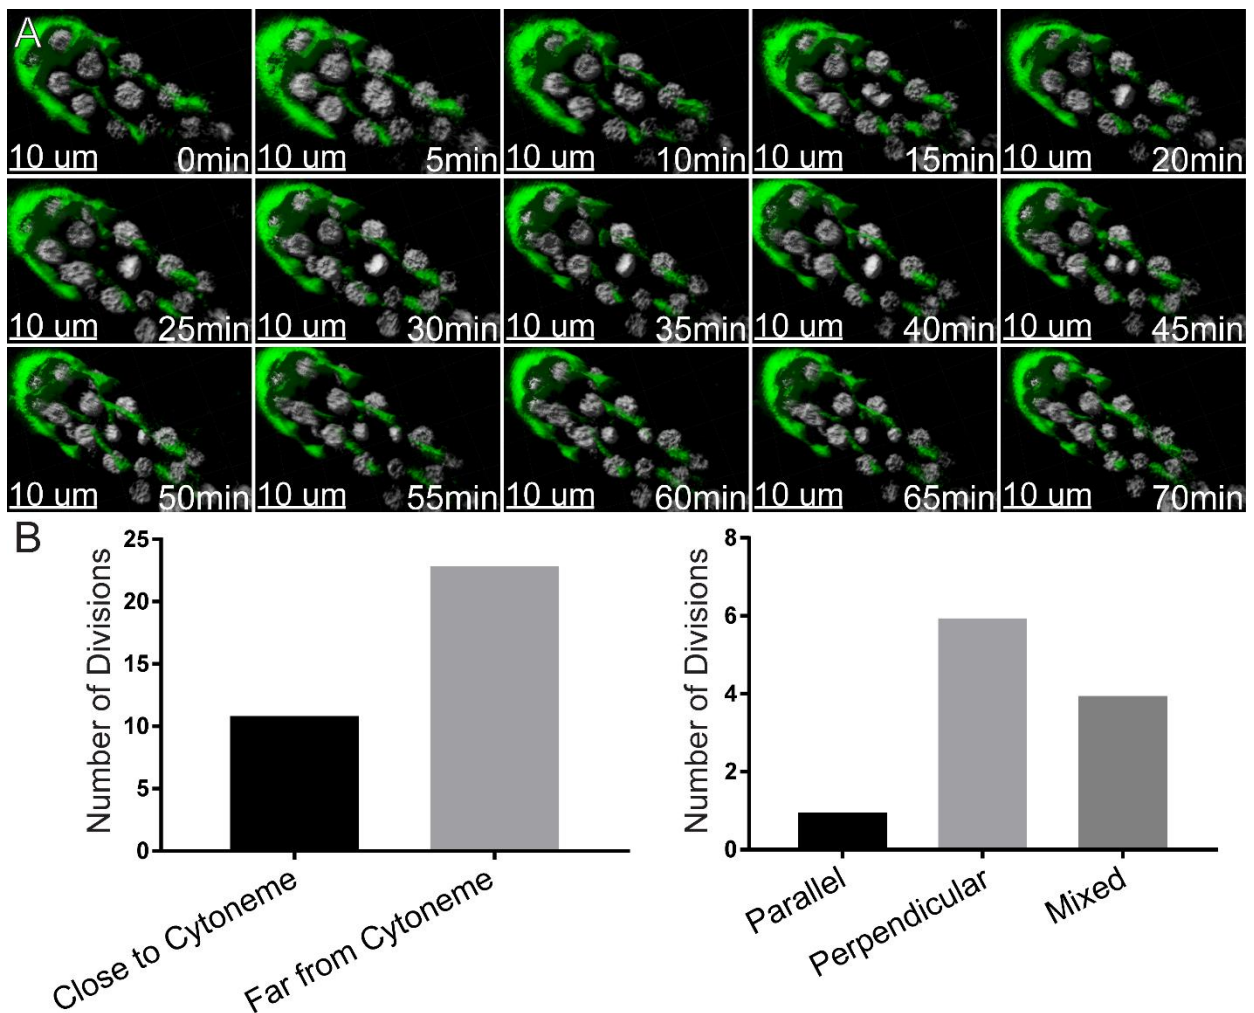 A
10 um 0min
10 um 5min
10 um 10min
10 um 15min
10 um 20min
10 um 25min
10 um 30min
10 um 35min
10 um 40min
10 um 45min
10 um 50min
10 um 55min
10 um 60min
10 um 65min
10 um 70min
B
Number of Divisions
25
20
15
10
5
0
Close to Cytoneme
Far from Cytoneme
Number of Divisions
8
6
4
2
0
Parallel
Perpendicular
Mixed